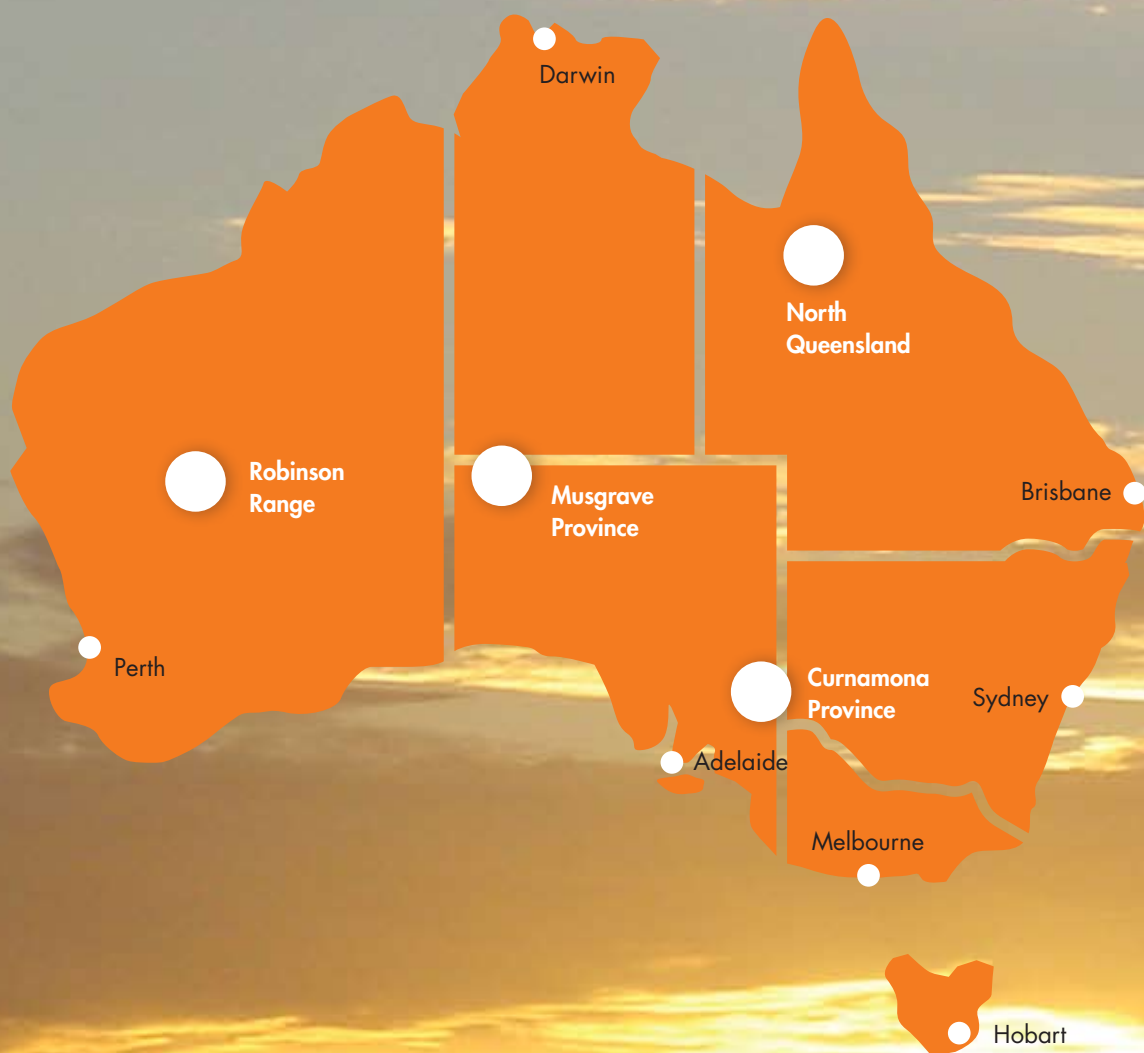 Darwin
North
Queensland
Robinson
Range
Musgrave
Province
Brisbane
Perth
Curnamona
Province
Sydney
Adelaide
Melbourne
Hobart